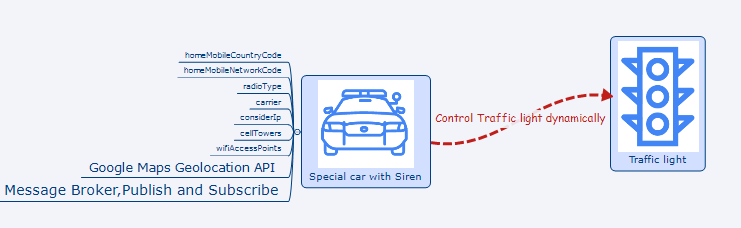 homeMobileCountryCode
homeMobileNetworkCode
radioType
carrier
considerIp
cellTowers
wifiAccessPoints
Google Maps Geolocation API
Message Broker,Publish and Subscribe
Special car with Siren
Control Traffic light dynamically
Traffic light